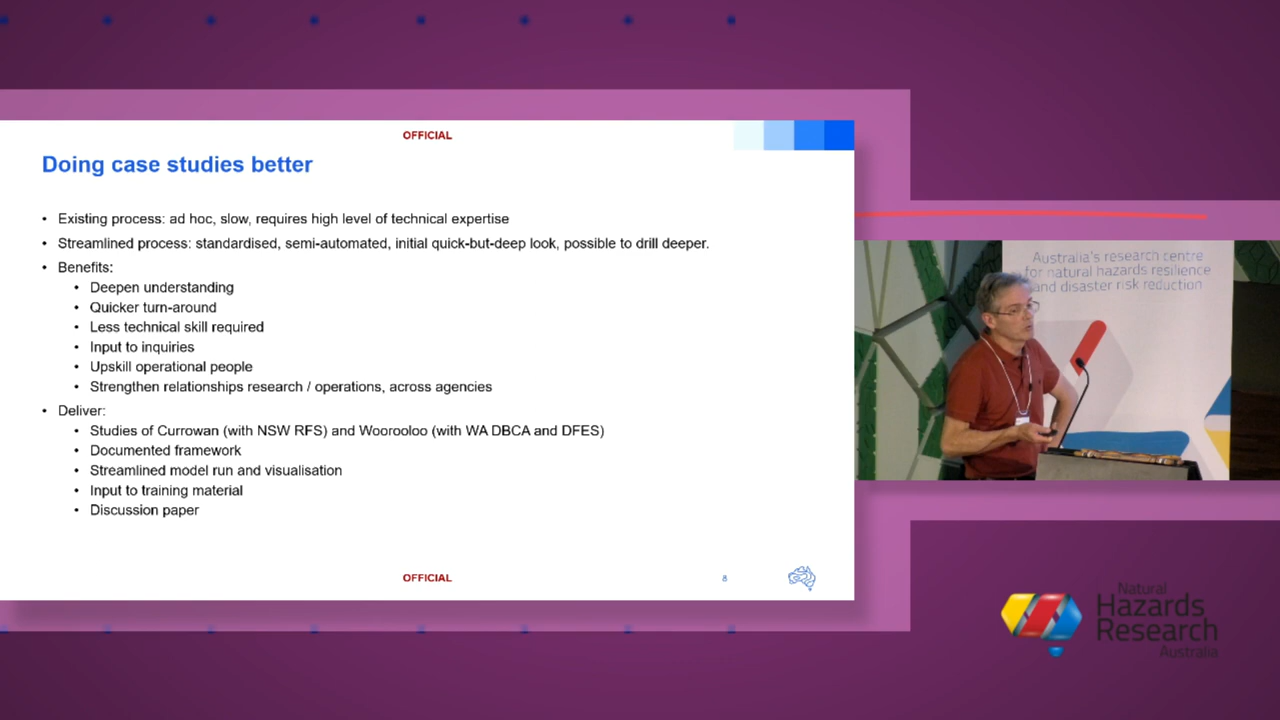 OFFICIAL
Doing case studies better
• Existing process: ad hoc, slow, requires high level of technical expertise
• Streamlined process: standardised, semi-automated, initial quick-but-deep look, possible to drill deeper.
• Benefits:
• Deepen understanding
• Quicker turn-around
• Less technical skill required
• Input to inquiries
• Upskill operational people
• Strengthen relationships research / operations, across agencies
• Deliver:
• Studies of Currowan (with NSW RFS) and Woorooloo (with WA DBCA and DFES)
• Documented framework
• Streamlined model run and visualisation
• Input to training material
• Discussion paper
OFFICIAL
8
Australia's research centre
for natural hazards resilience
and disaster risk reduction
Natural
Hazards
Research
Australia